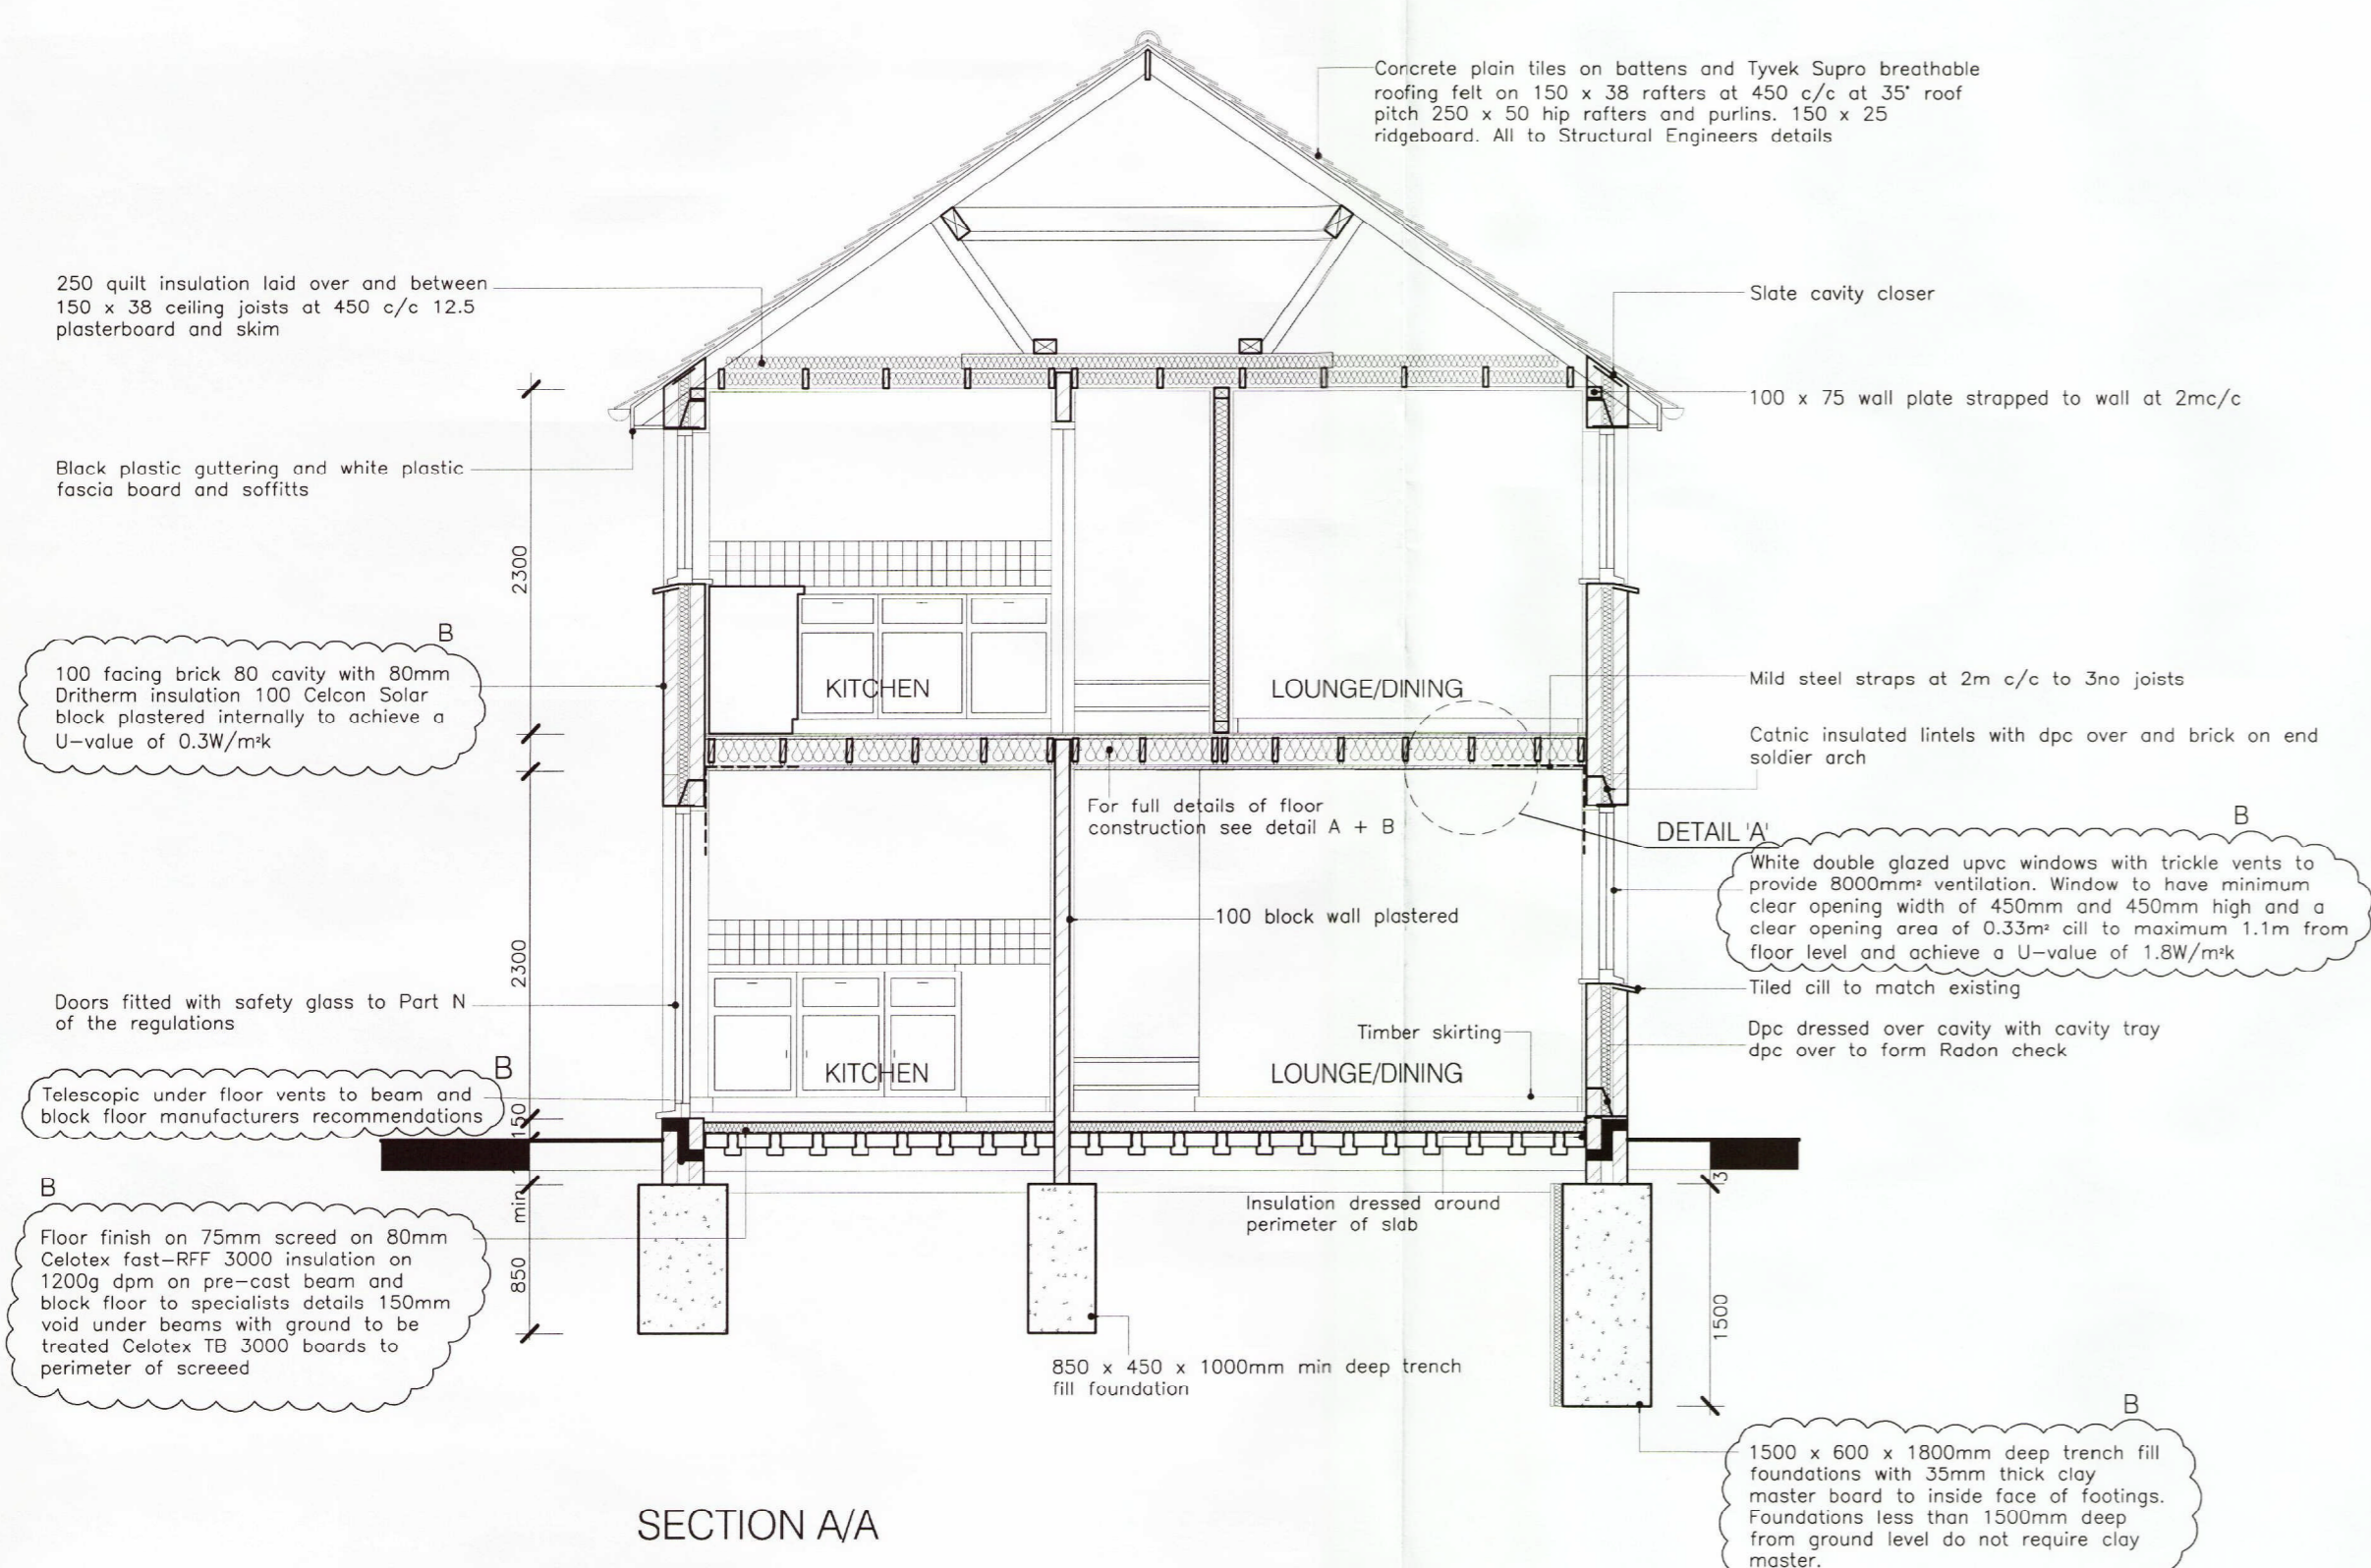 Concrete plain tiles on battens and Tyvek Supro breathable
roofing felt on 150 x 38 rafters at 450 c/c at 35° roof
pitch 250 x 50 hip rafters and purlins. 150 x 25
ridgeboard. All to Structural Engineers details
250 quilt insulation laid over and between
150 x 38 ceiling joists at 450 c/c 12.5
plasterboard and skim
Slate cavity closer
100 x 75 wall plate strapped to wall at 2mc/c
Black plastic guttering and white plastic
fascia board and soffitts
2300
B
100 facing brick 80 cavity with 80mm
Dritherm insulation 100 Celcon Solar
block plastered internally to achieve a
U-value of 0.3W/m²k
KITCHEN
LOUNGE/DINING
Mild steel straps at 2m c/c to 3no joists
Catnic insulated lintels with dpc over and brick on end
soldier arch
For full details of floor
construction see detail A + B
DETAIL 'A'
B
White double glazed upvc windows with trickle vents to
provide 8000mm² ventilation. Window to have minimum
clear opening width of 450mm and 450mm high and a
clear opening area of 0.33m² cill to maximum 1.1m from
floor level and achieve a U-value of 1.8W/m²k
100 block wall plastered
2300
Doors fitted with safety glass to Part N
of the regulations
Tiled cill to match existing
Timber skirting
Dpc dressed over cavity with cavity tray
dpc over to form Radon check
KITCHEN
LOUNGE/DINING
B
Telescopic under floor vents to beam and
block floor manufacturers recommendations
150
B
Floor finish on 75mm screed on 80mm
Celotex fast-RFF 3000 insulation on
1200g dpm on pre-cast beam and
block floor to specialists details 150mm
void under beams with ground to be
treated Celotex TB 3000 boards to
perimeter of screeed
850 min
Insulation dressed around
perimeter of slab
3
1500
850 x 450 x 1000mm min deep trench
fill foundation
B
1500 x 600 x 1800mm deep trench fill
foundations with 35mm thick clay
master board to inside face of footings.
Foundations less than 1500mm deep
from ground level do not require clay
master.
SECTION A/A